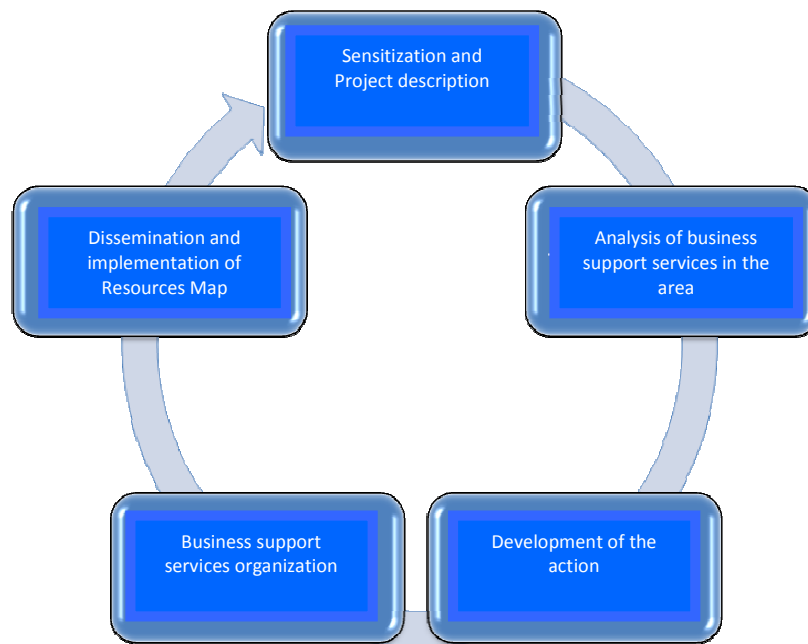 Sensitization and
Project description
Analysis of business
support services in the
area
Development of the
action
Business support
services organization
Dissemination and
implementation of
Resources Map